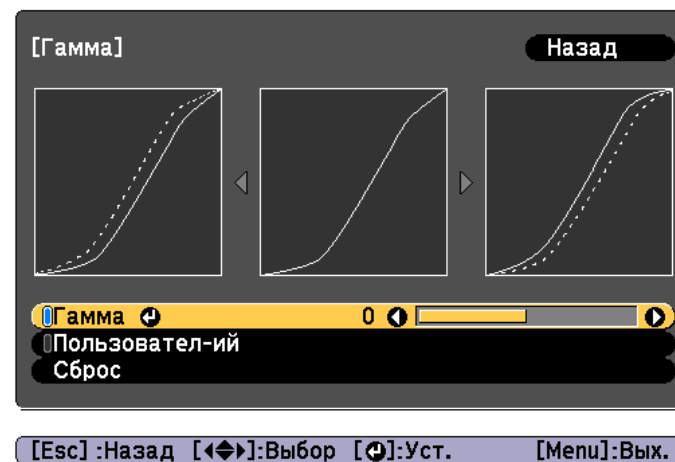 [Гамма] Назад
Гамма 0
Пользовател-ий
Сброс
[Esc] :Назад [◂◆▸]:Выбор [↵]:Уст. [Menu]:Вых.